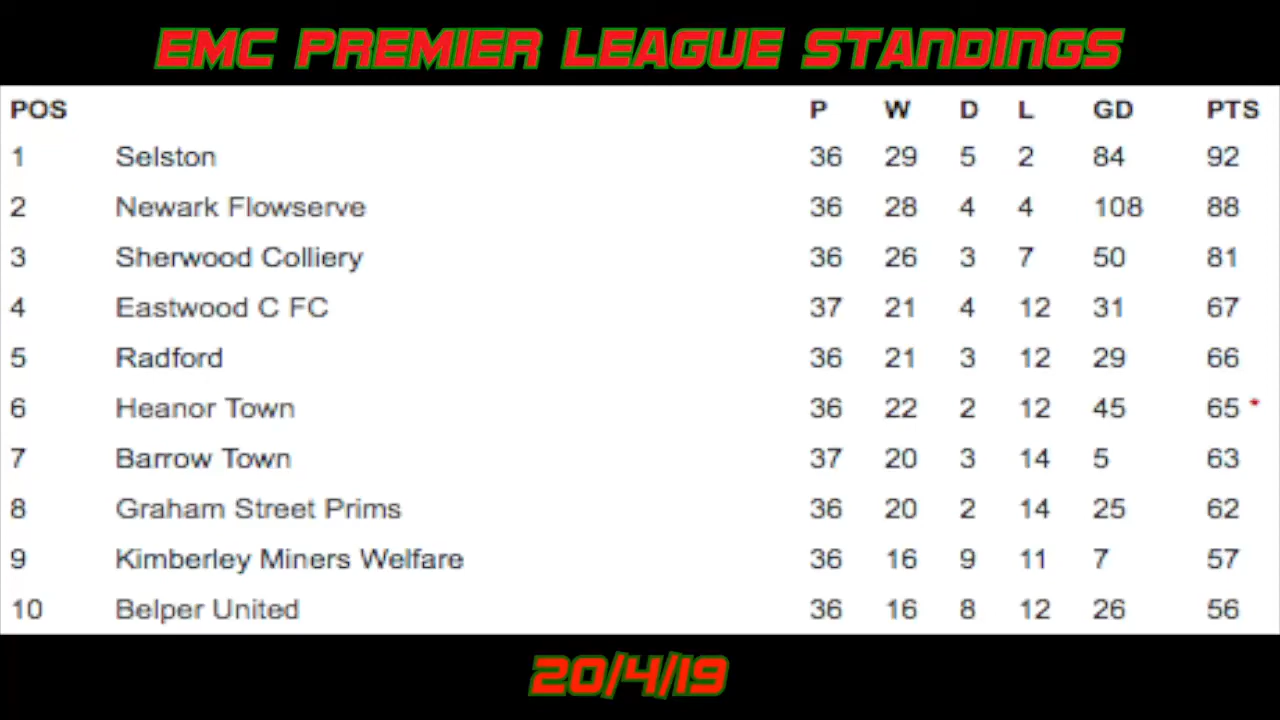 EMC PREMIER LEAGUE STANDINGS
POS P W D L GD PTS
1 Selston 36 29 5 2 84 92
2 Newark Flowserve 36 28 4 4 108 88
3 Sherwood Colliery 36 26 3 7 50 81
4 Eastwood C FC 37 21 4 12 31 67
5 Radford 36 21 3 12 29 66
6 Heanor Town 36 22 2 12 45 65 *
7 Barrow Town 37 20 3 14 5 63
8 Graham Street Prims 36 20 2 14 25 62
9 Kimberley Miners Welfare 36 16 9 11 7 57
10 Belper United 36 16 8 12 26 56
20/4/19